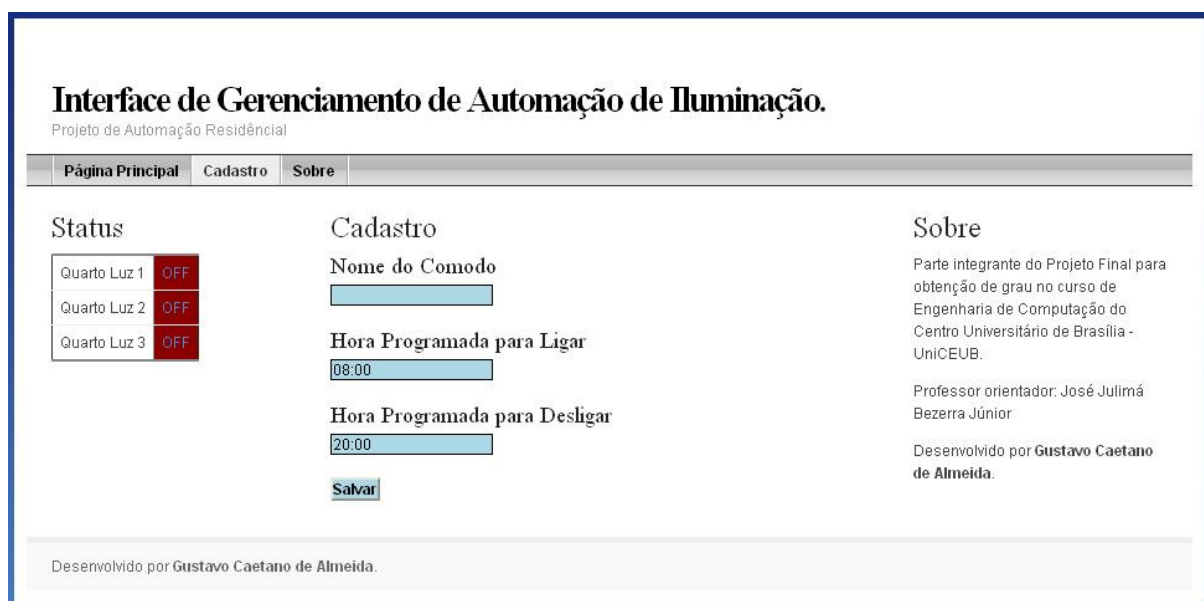 Interface de Gerenciamento de Automação de Iluminação.
Projeto de Automação Residêncial
Página Principal Cadastro Sobre
Status
Quarto Luz 1 OFF
Quarto Luz 2 OFF
Quarto Luz 3 OFF
Cadastro
Nome do Comodo
Hora Programada para Ligar
08:00
Hora Programada para Desligar
20:00
Salvar
Sobre
Parte integrante do Projeto Final para
obtenção de grau no curso de
Engenharia de Computação do
Centro Universitário de Brasília -
UniCEUB.
Professor orientador: José Julimá
Bezerra Júnior
Desenvolvido por Gustavo Caetano
de Almeida.
Desenvolvido por Gustavo Caetano de Almeida.